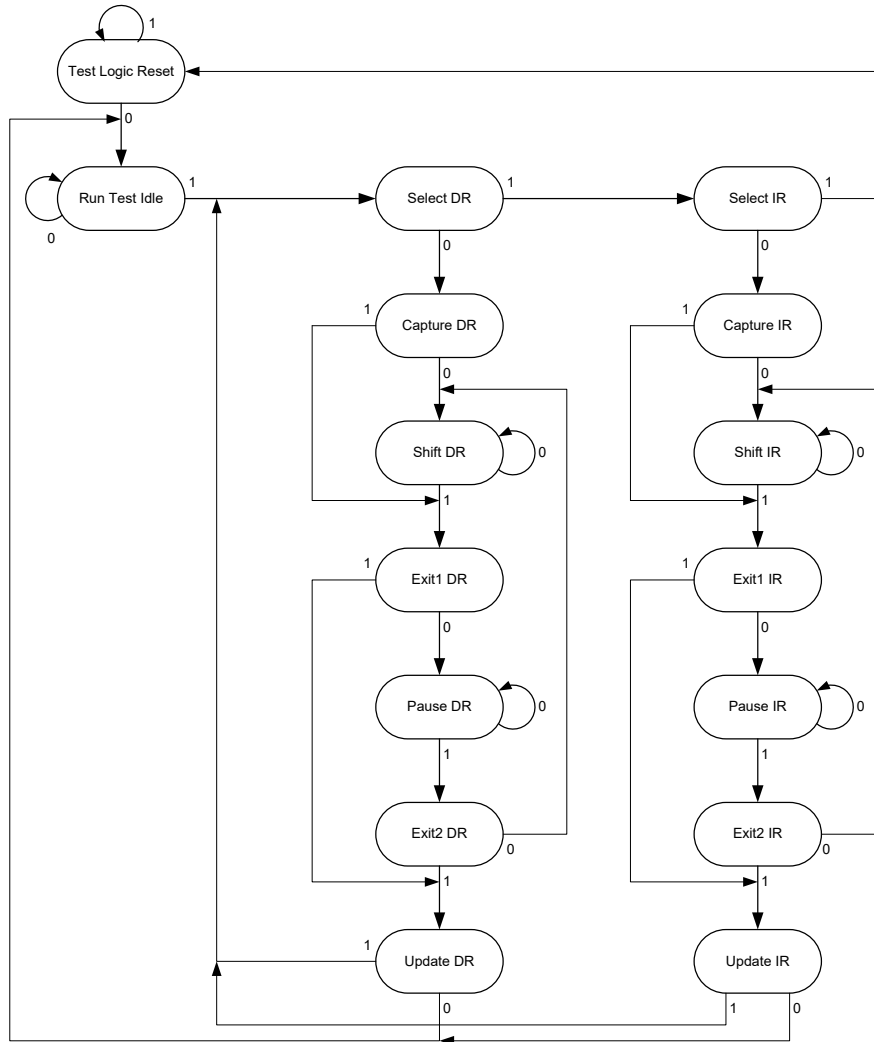 1
Test Logic Reset
0
Run Test Idle
1
0
Select DR
1
Select IR
1
0
0
1
Capture DR
1
Capture IR
0
0
Shift DR
0
Shift IR
0
1
1
1
Exit1 DR
1
Exit1 IR
0
0
Pause DR
0
Pause IR
0
1
1
Exit2 DR
0
Exit2 IR
0
1
1
1
Update DR
Update IR
0
1
0